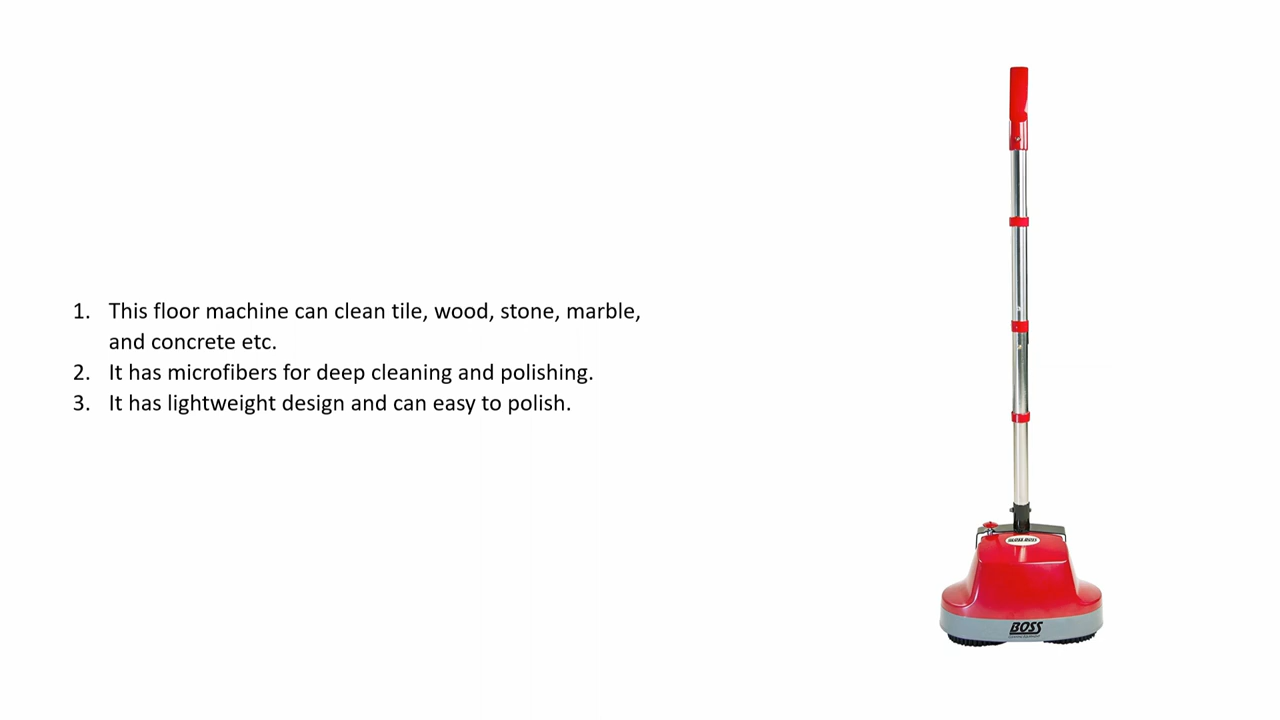 1. This floor machine can clean tile, wood, stone, marble,
and concrete etc.
2. It has microfibers for deep cleaning and polishing.
3. It has lightweight design and can easy to polish.
BOSS